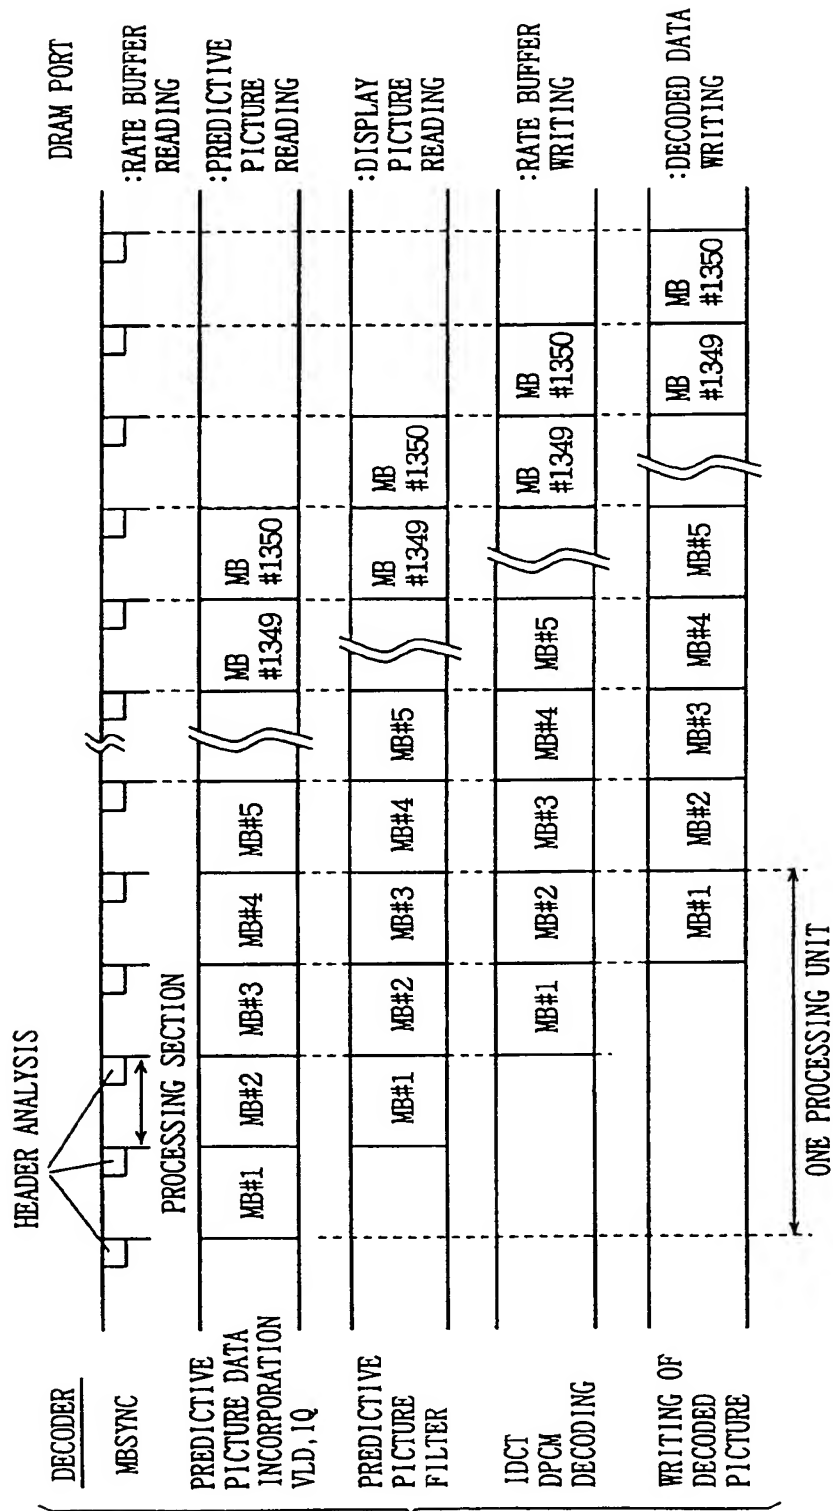 DECODER
DRAM PORT
HEADER ANALYSIS
MBSYNC
:RATE BUFFER
READING
PROCESSING SECTION
PREDICTIVE
PICTURE DATA
INCORPORATION
VLD, IQ
MB#1
MB#2
MB#3
MB#4
MB#5
MB
#1349
MB
#1350
:PREDICTIVE
PICTURE
READING
PREDICTIVE
PICTURE
FILTER
MB#1
MB#2
MB#3
MB#4
MB#5
MB
#1349
MB
#1350
:DISPLAY
PICTURE
READING
IDCT
DPCM
DECODING
MB#1
MB#2
MB#3
MB#4
MB#5
MB
#1349
MB
#1350
:RATE BUFFER
WRITING
WRITING OF
DECODED
PICTURE
MB#1
MB#2
MB#3
MB#4
MB#5
MB
#1349
MB
#1350
:DECODED DATA
WRITING
ONE PROCESSING UNIT